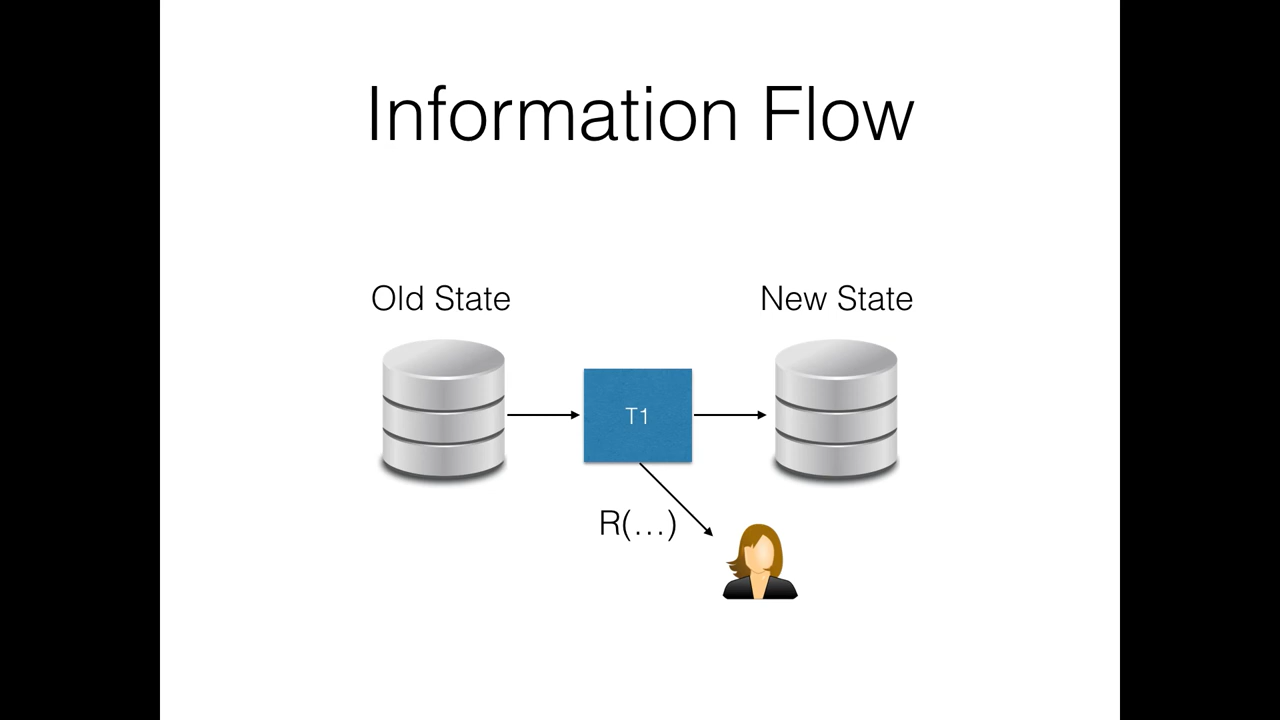 Information Flow
Old State
New State
T1
R(…)